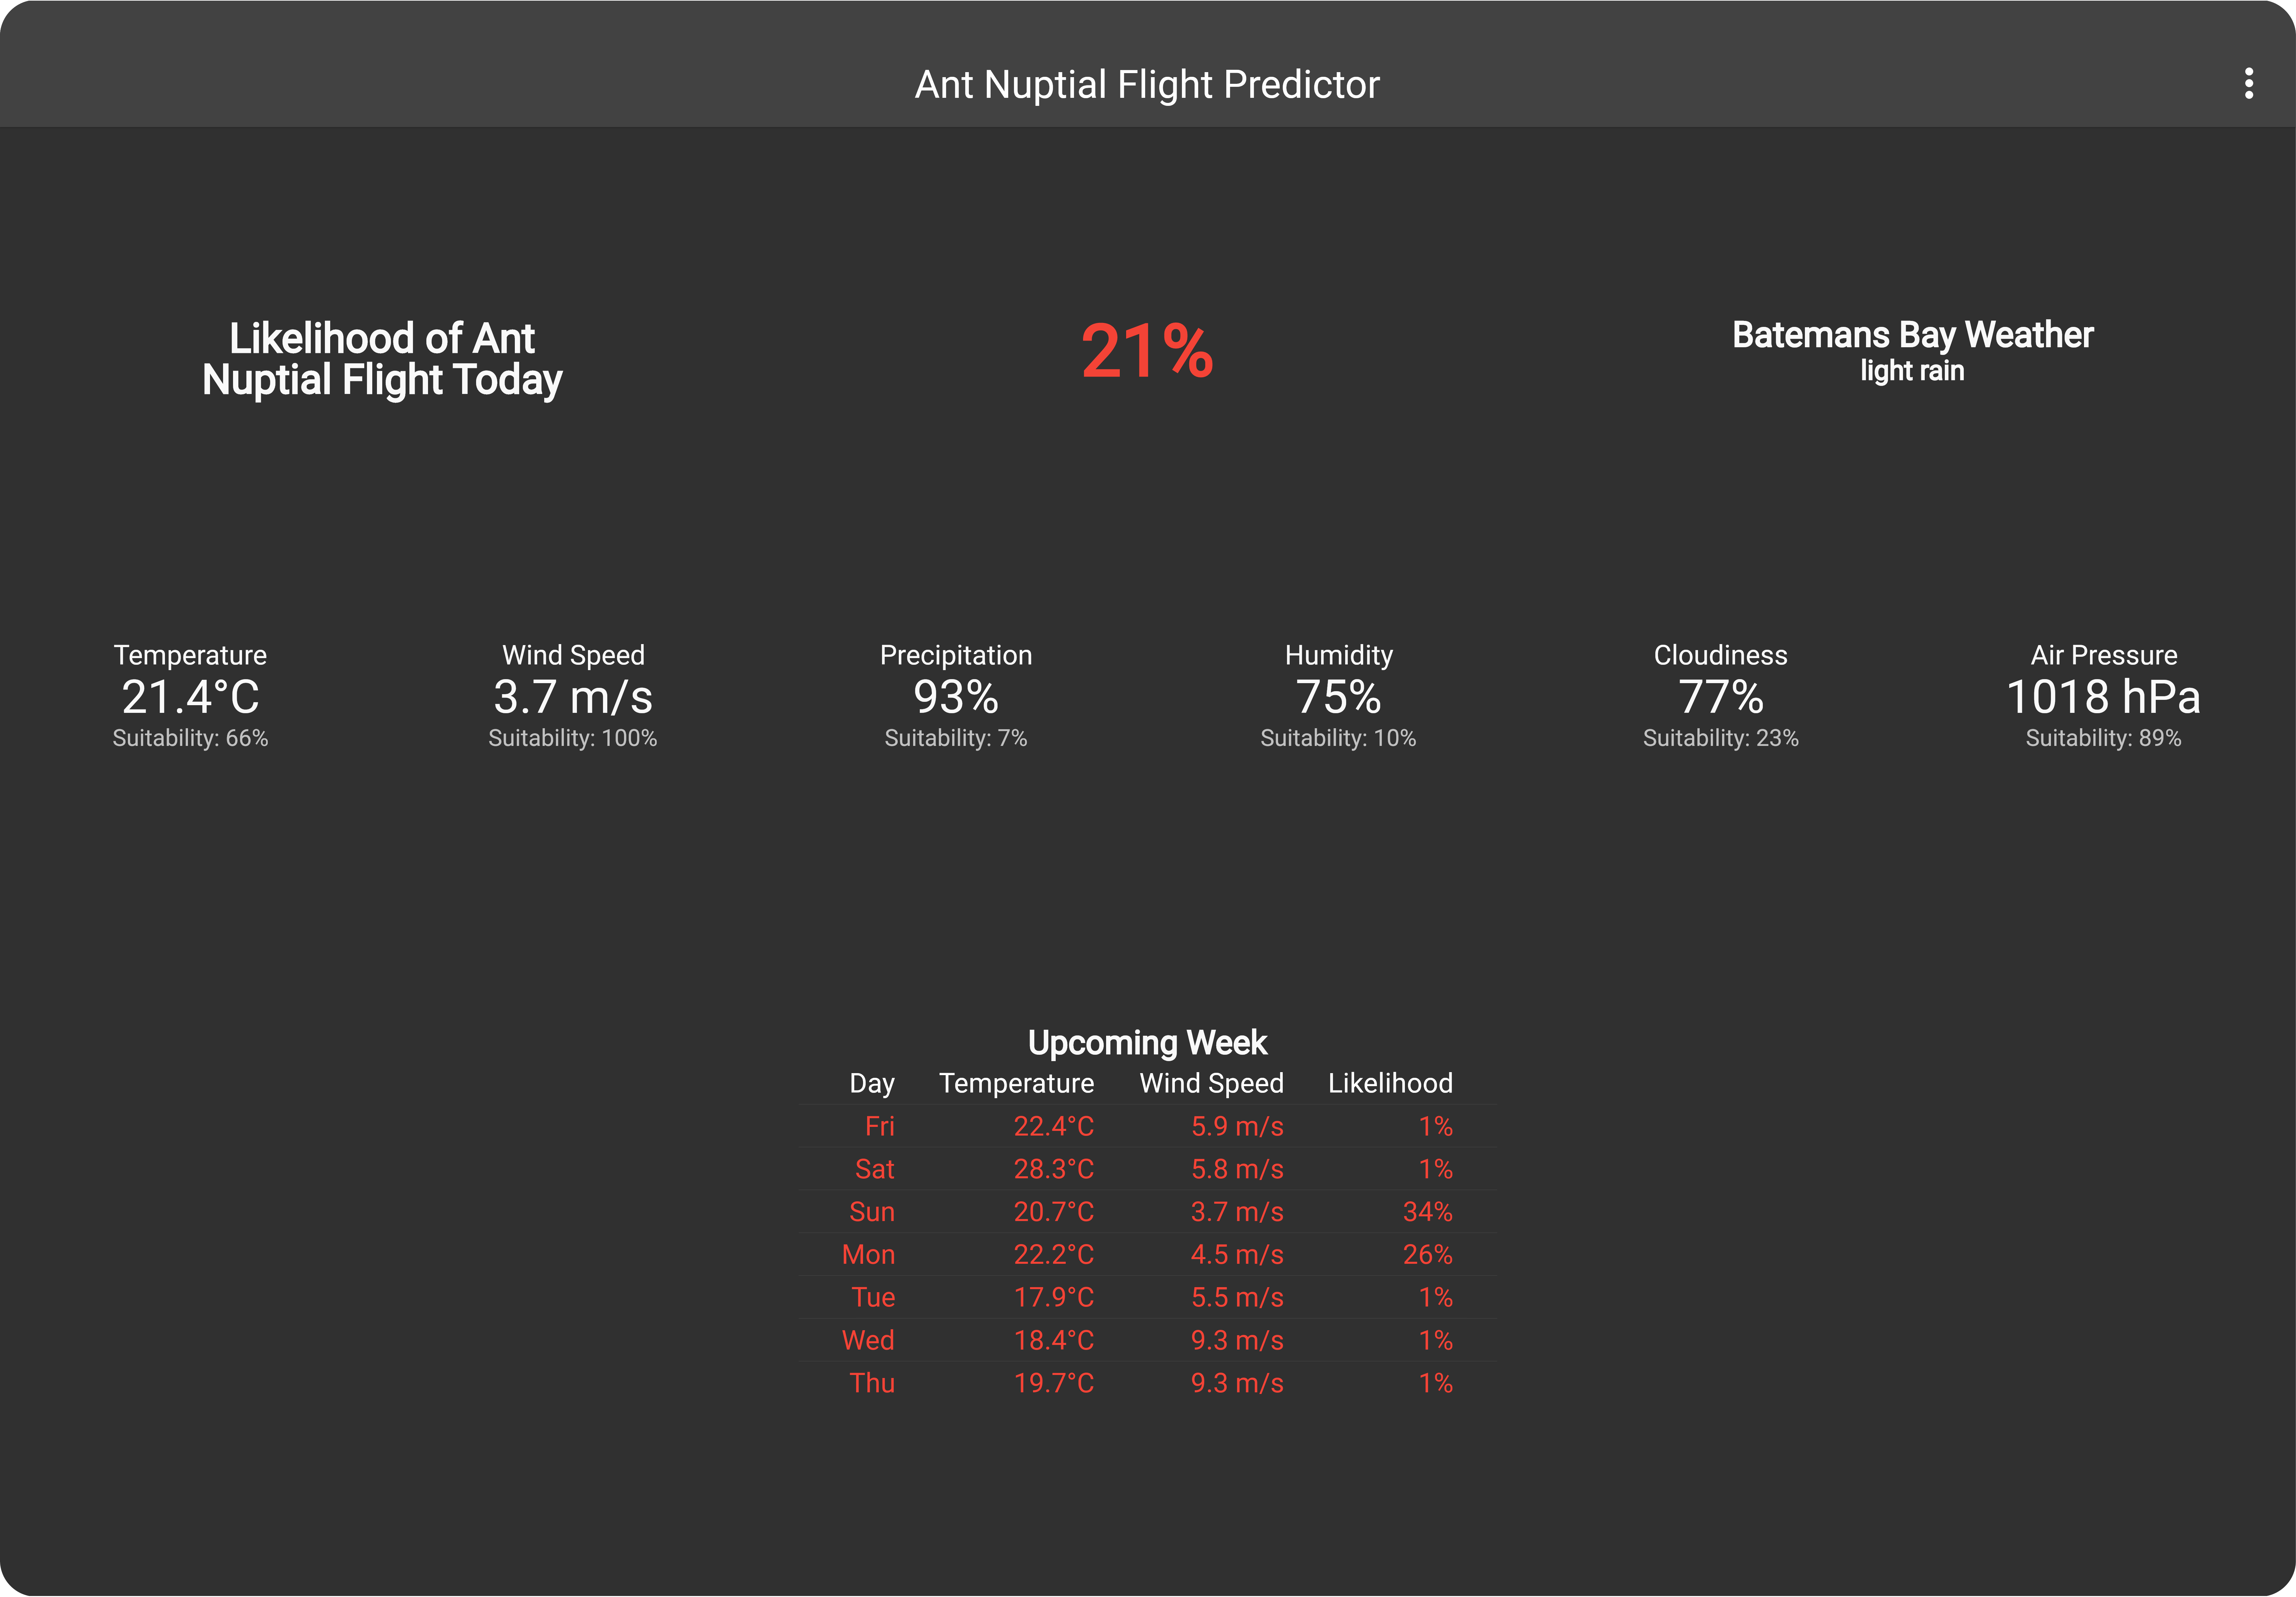 Ant Nuptial Flight Predictor
Likelihood of Ant
Nuptial Flight Today
21%
Batemans Bay Weather
light rain
Temperature
21.4°C
Suitability: 66%
Wind Speed
3.7 m/s
Suitability: 100%
Precipitation
93%
Suitability: 7%
Humidity
75%
Suitability: 10%
Cloudiness
77%
Suitability: 23%
Air Pressure
1018 hPa
Suitability: 89%
Upcoming Week
Day Temperature Wind Speed Likelihood
Fri 22.4°C 5.9 m/s 1%
Sat 28.3°C 5.8 m/s 1%
Sun 20.7°C 3.7 m/s 34%
Mon 22.2°C 4.5 m/s 26%
Tue 17.9°C 5.5 m/s 1%
Wed 18.4°C 9.3 m/s 1%
Thu 19.7°C 9.3 m/s 1%